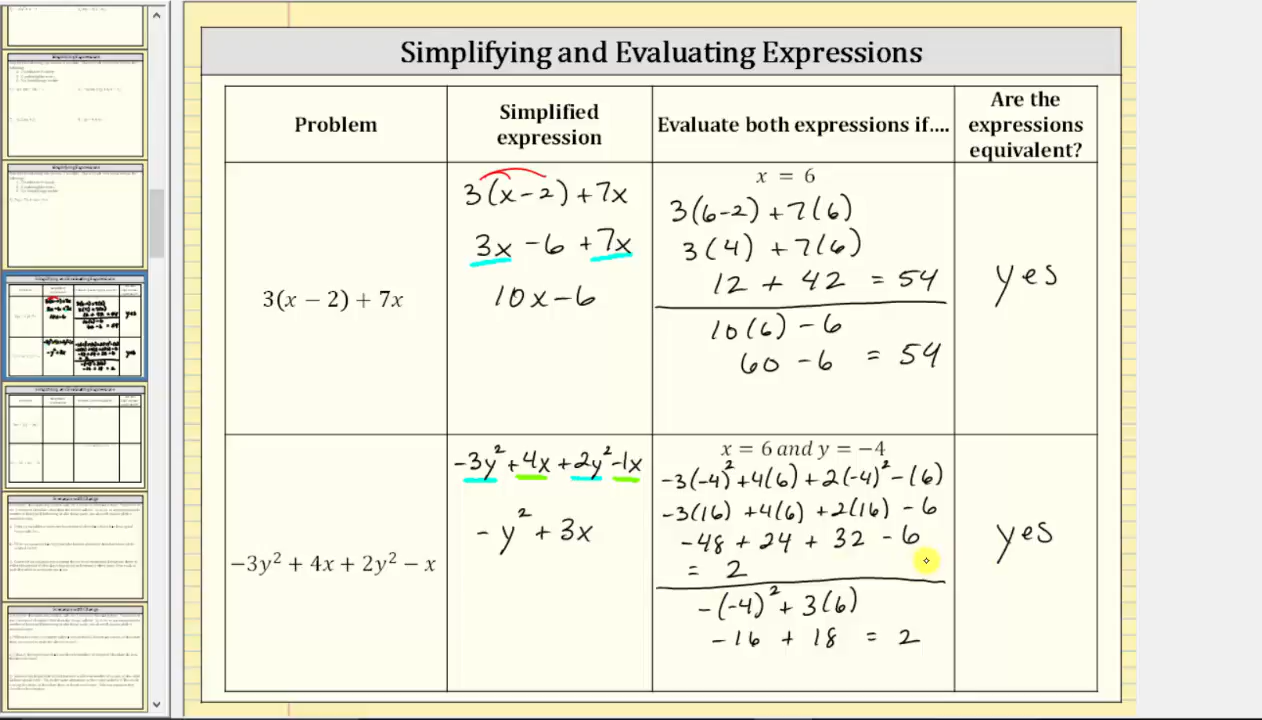 Simplifying and Evaluating Expressions
Problem
Simplified
expression
Evaluate both expressions if....
Are the
expressions
equivalent?
3(x − 2) + 7x
3(x-2)+7x
3x -6 +7x
10x-6
x = 6
3(6-2)+7(6)
3(4) +7(6)
12 + 42 = 54
10(6) -6
60 -6 = 54
yes
−3y² + 4x + 2y² − x
-3y²+4x+2y²-1x
-y²+3x
x = 6 and y = −4
-3(-4)²+4(6)+2(-4)²-(6)
-3(16) +4(6) +2(16) -6
-48 + 24 + 32 -6
= 2
-(-4)²+3(6)
-16 + 18 = 2
yes